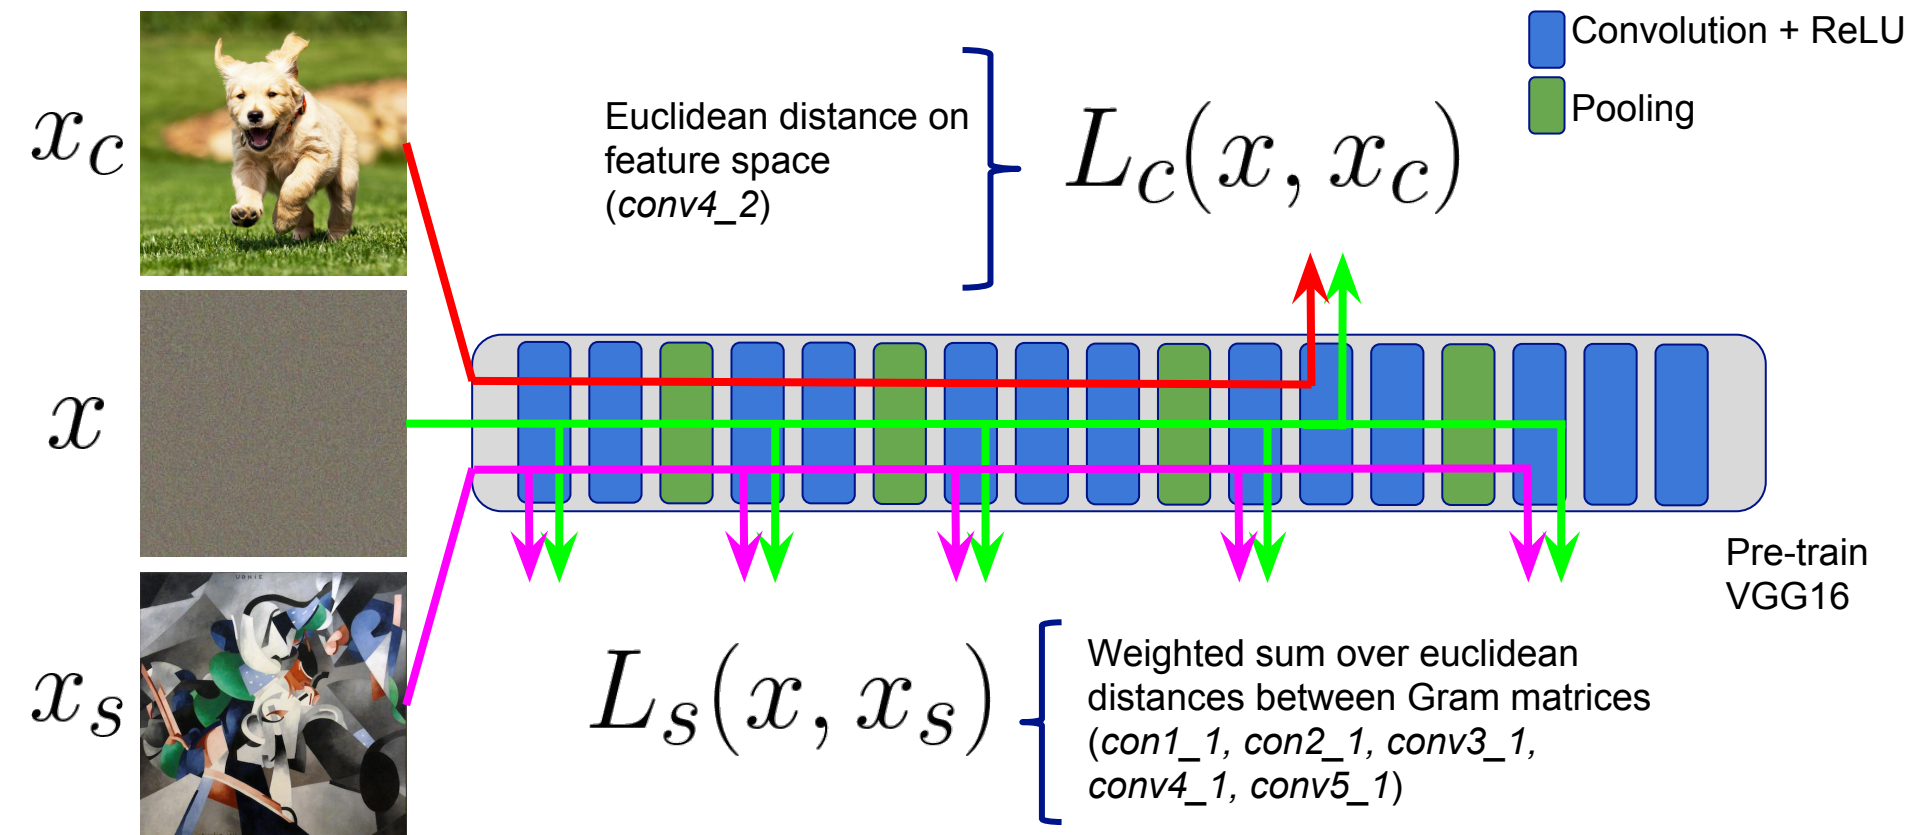 Convolution + ReLU
Pooling
x_c
Euclidean distance on
feature space
(conv4_2)
L_c(x, x_c)
x
Pre-train
VGG16
UDNIE
x_s
L_s(x, x_s)
Weighted sum over euclidean
distances between Gram matrices
(con1_1, con2_1, conv3_1,
conv4_1, conv5_1)